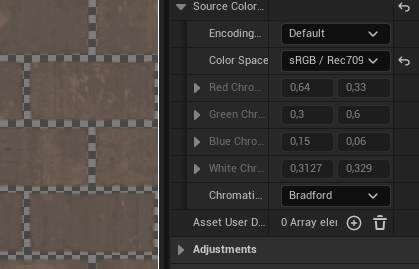 Source Color...
Encoding... Default
Color Space sRGB / Rec709
Red Chro... 0,64 0,33
Green Chr... 0,3 0,6
Blue Chro... 0,15 0,06
White Chr... 0,3127 0,329
Chromati... Bradford
Asset User D... 0 Array eler
Adjustments